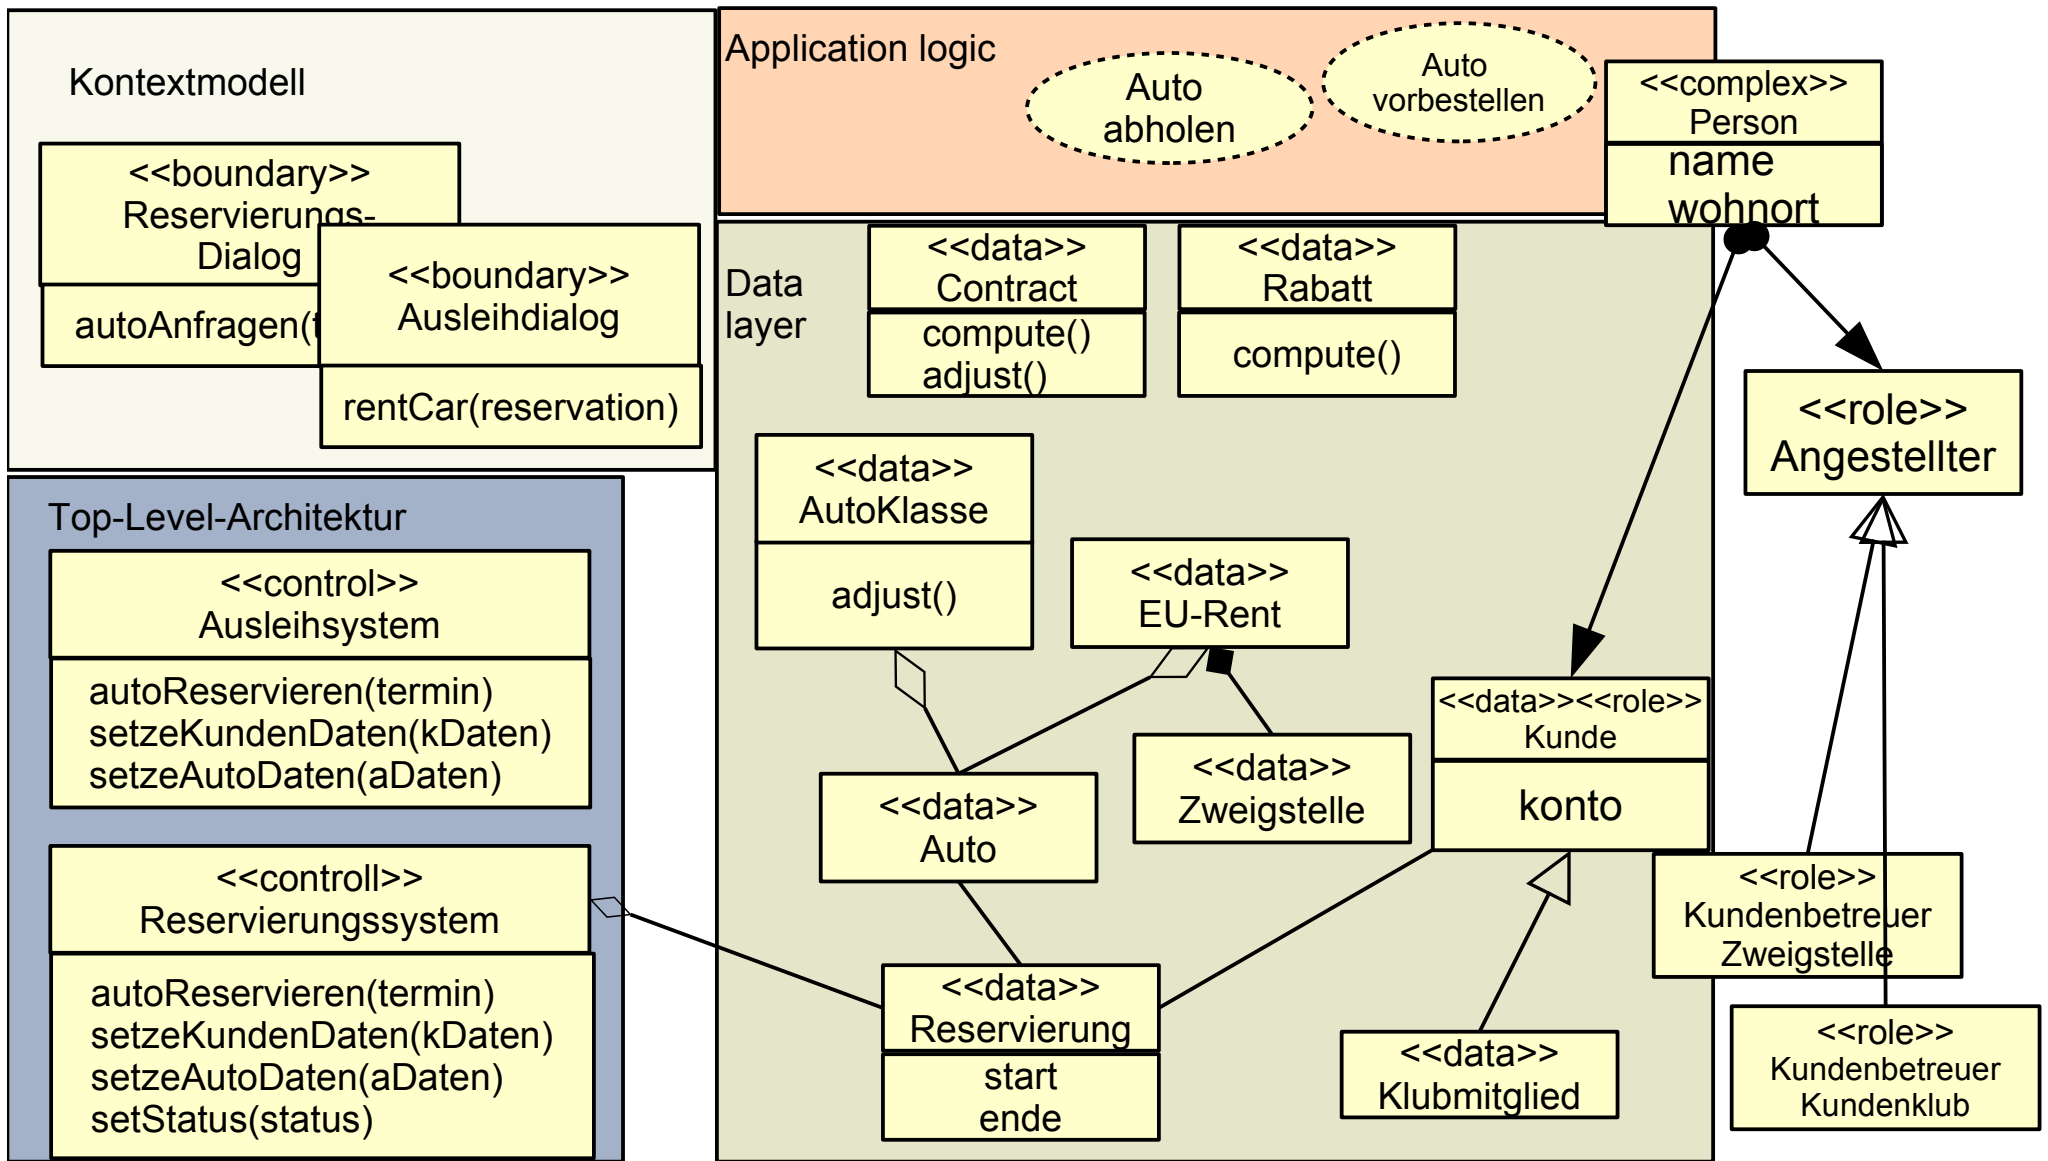 Kontextmodell
<<boundary>>
Reservierungs-
Dialog
autoAnfragen(
<<boundary>>
Ausleihdialog
rentCar(reservation)
Top-Level-Architektur
<<control>>
Ausleihsystem
autoReservieren(termin)
setzeKundenDaten(kDaten)
setzeAutoDaten(aDaten)
<<controll>>
Reservierungssystem
autoReservieren(termin)
setzeKundenDaten(kDaten)
setzeAutoDaten(aDaten)
setStatus(status)
Application logic
Auto
abholen
Auto
vorbestellen
<<complex>>
Person
name
wohnort
Data
layer
<<data>>
Contract
compute()
adjust()
<<data>>
Rabatt
compute()
<<data>>
AutoKlasse
adjust()
<<data>>
EU-Rent
<<data>>
Zweigstelle
<<data>>
Auto
<<data>><<role>>
Kunde
konto
<<data>>
Reservierung
start
ende
<<data>>
Klubmitglied
<<role>>
Angestellter
<<role>>
Kundenbetreuer
Zweigstelle
<<role>>
Kundenbetreuer
Kundenklub